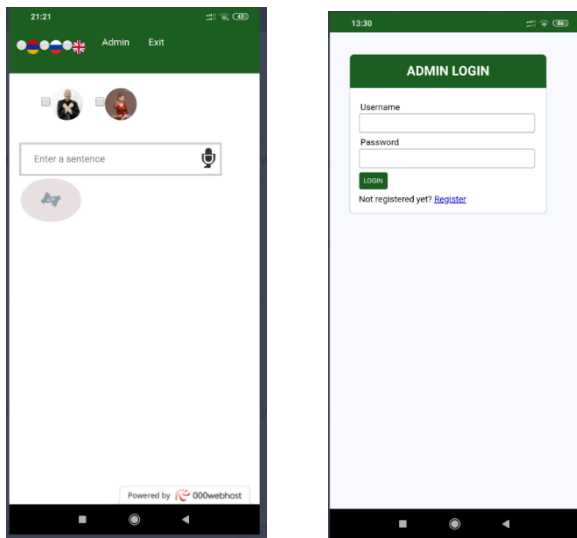 21:21
Admin Exit
Enter a sentence
Powered by 000webhost
13:30
ADMIN LOGIN
Username
Password
LOGIN
Not registered yet? Register